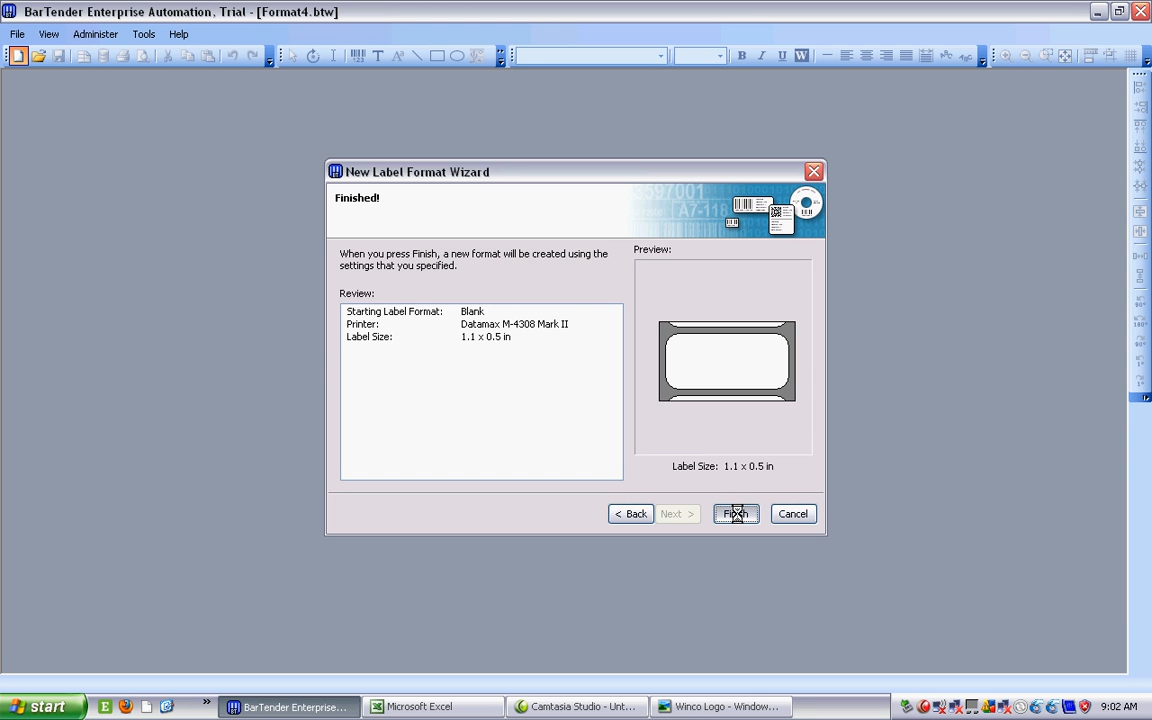 BarTender Enterprise Automation, Trial - [Format4.btw]
File View Administer Tools Help
New Label Format Wizard
Finished!
When you press Finish, a new format will be created using the
settings that you specified.
Preview:
Review:
Starting Label Format: Blank
Printer: Datamax M-4308 Mark II
Label Size: 1.1 x 0.5 in
Label Size: 1.1 x 0.5 in
< Back Next > Finish Cancel
start BarTender Enterprise... Microsoft Excel Camtasia Studio - Unt... Winco Logo - Window... 9:02 AM